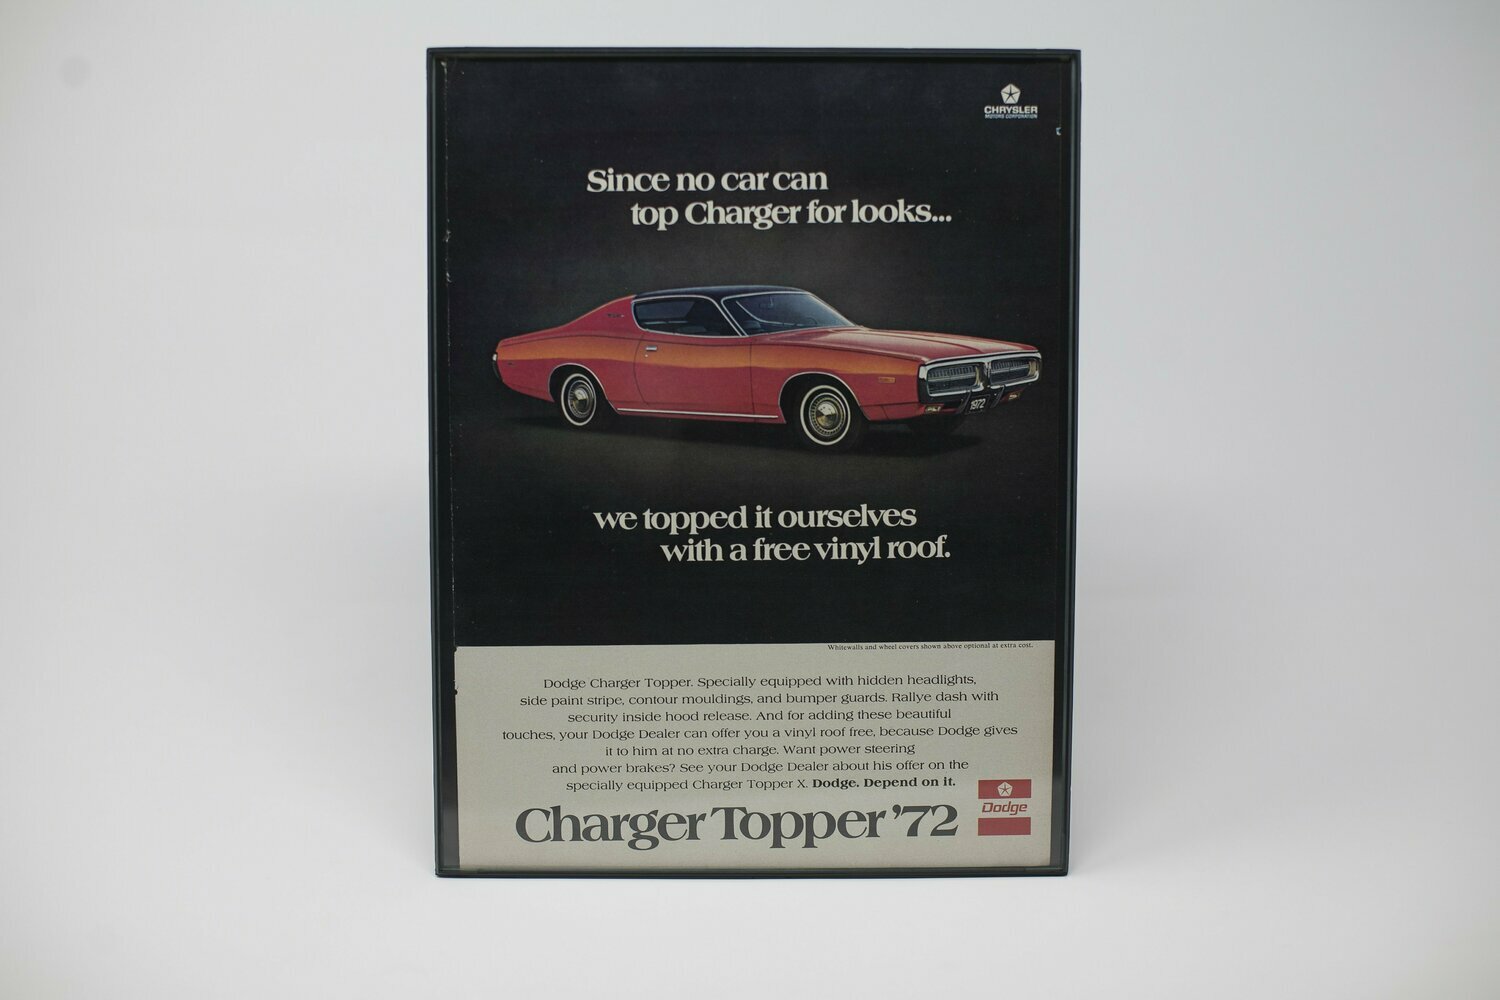 CHRYSLER
MOTORS CORPORATION
Since no car can
top Charger for looks...
1972
we topped it ourselves
with a free vinyl roof.
Whitewalls and wheel covers shown above optional at extra cost.
Dodge Charger Topper. Specially equipped with hidden headlights,
side paint stripe, contour mouldings, and bumper guards. Rallye dash with
security inside hood release. And for adding these beautiful
touches, your Dodge Dealer can offer you a vinyl roof free, because Dodge gives
it to him at no extra charge. Want power steering
and power brakes? See your Dodge Dealer about his offer on the
specially equipped Charger Topper X. Dodge. Depend on it.
Charger Topper '72
Dodge